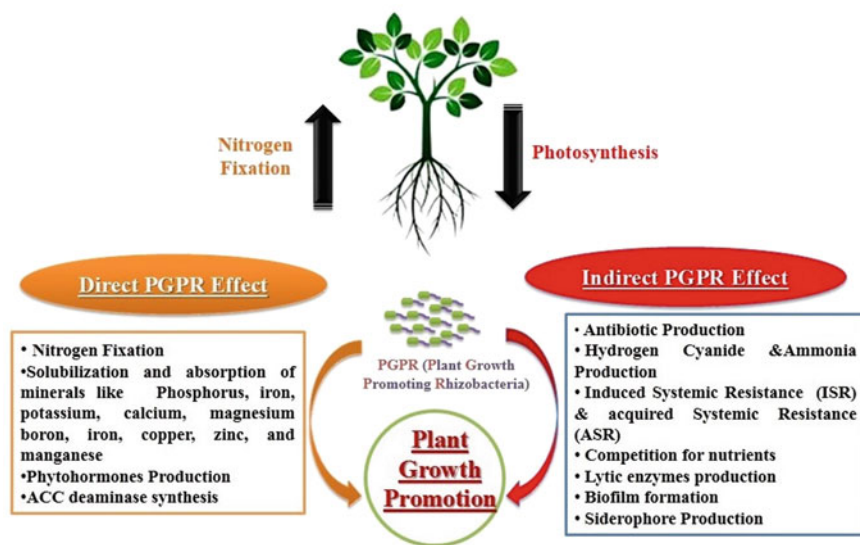 Nitrogen
Fixation
Photosynthesis
Direct PGPR Effect
• Nitrogen Fixation
•Solubilization and absorption of
minerals like Phosphorus, iron,
potassium, calcium, magnesium
boron, iron, copper, zinc, and
manganese
•Phytohormones Production
•ACC deaminase synthesis
PGPR (Plant Growth
Promoting Rhizobacteria)
Plant
Growth
Promotion
Indirect PGPR Effect
• Antibiotic Production
• Hydrogen Cyanide &Ammonia
Production
• Induced Systemic Resistance (ISR)
& acquired Systemic Resistance
(ASR)
• Competition for nutrients
• Lytic enzymes production
• Biofilm formation
• Siderophore Production